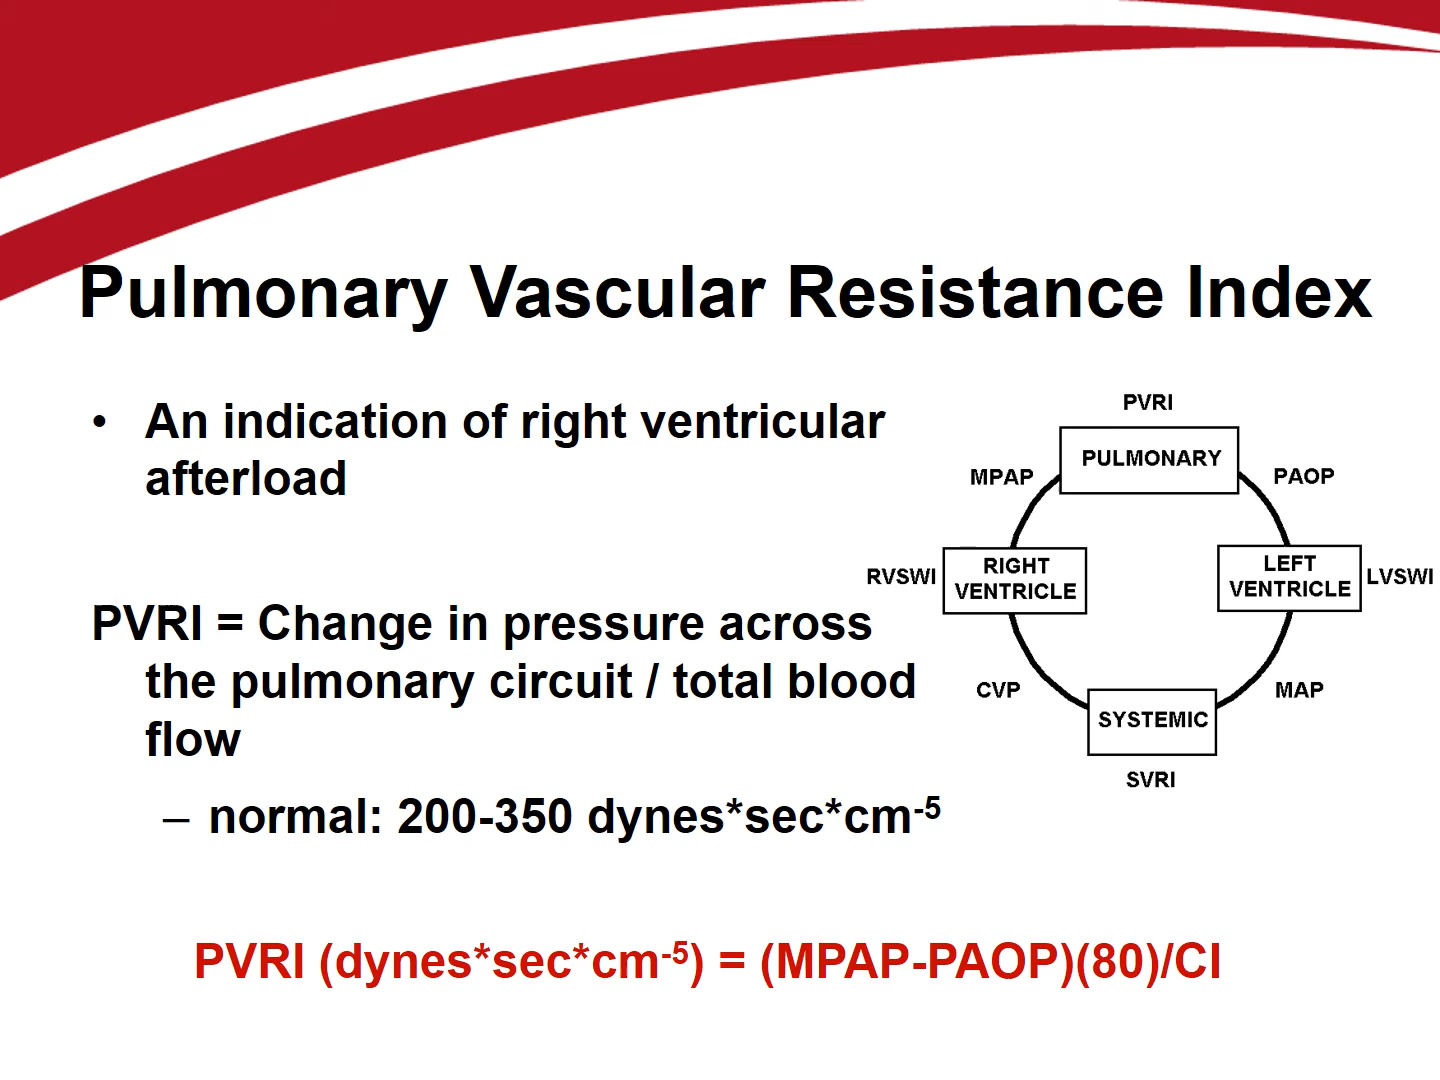 Pulmonary Vascular Resistance Index
• An indication of right ventricular
afterload
PVRI = Change in pressure across
the pulmonary circuit / total blood
flow
– normal: 200-350 dynes*sec*cm⁻⁵
PVRI (dynes*sec*cm⁻⁵) = (MPAP-PAOP)(80)/CI
PVRI
PULMONARY
MPAP
PAOP
RIGHT
VENTRICLE
RVSWI
LEFT
VENTRICLE
LVSWI
CVP
MAP
SYSTEMIC
SVRI